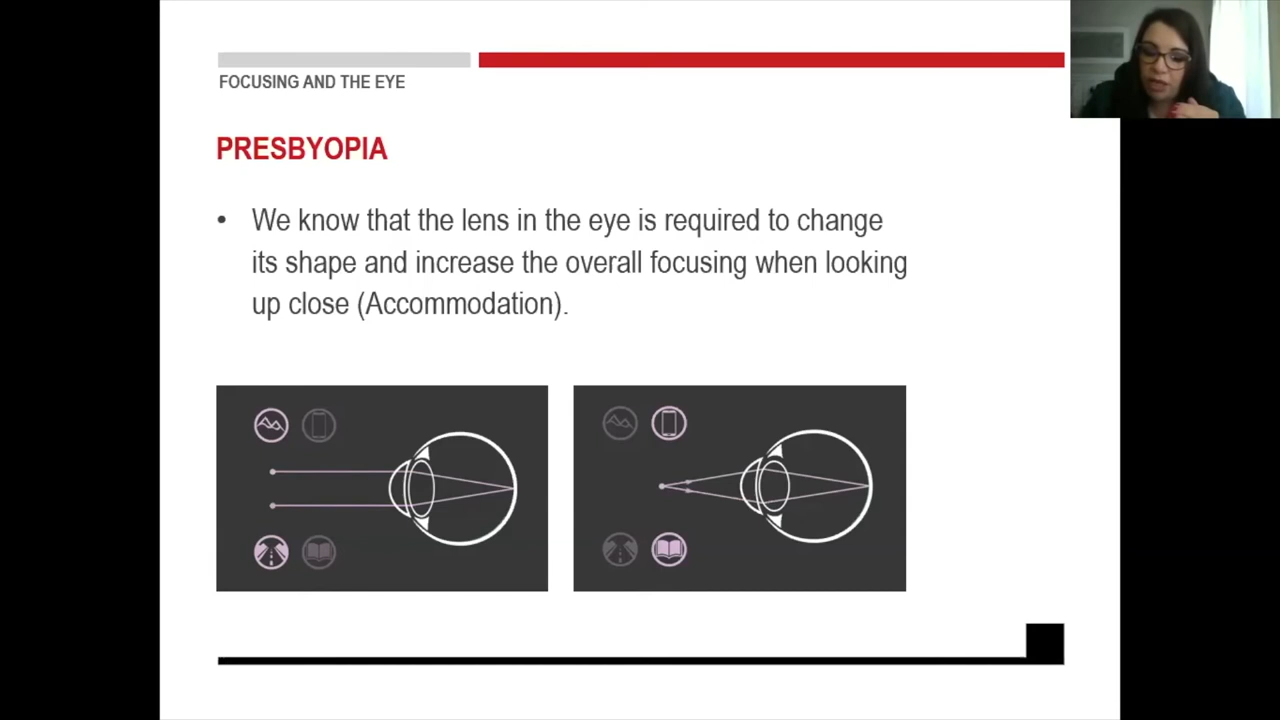 FOCUSING AND THE EYE
PRESBYOPIA
• We know that the lens in the eye is required to change
its shape and increase the overall focusing when looking
up close (Accommodation).